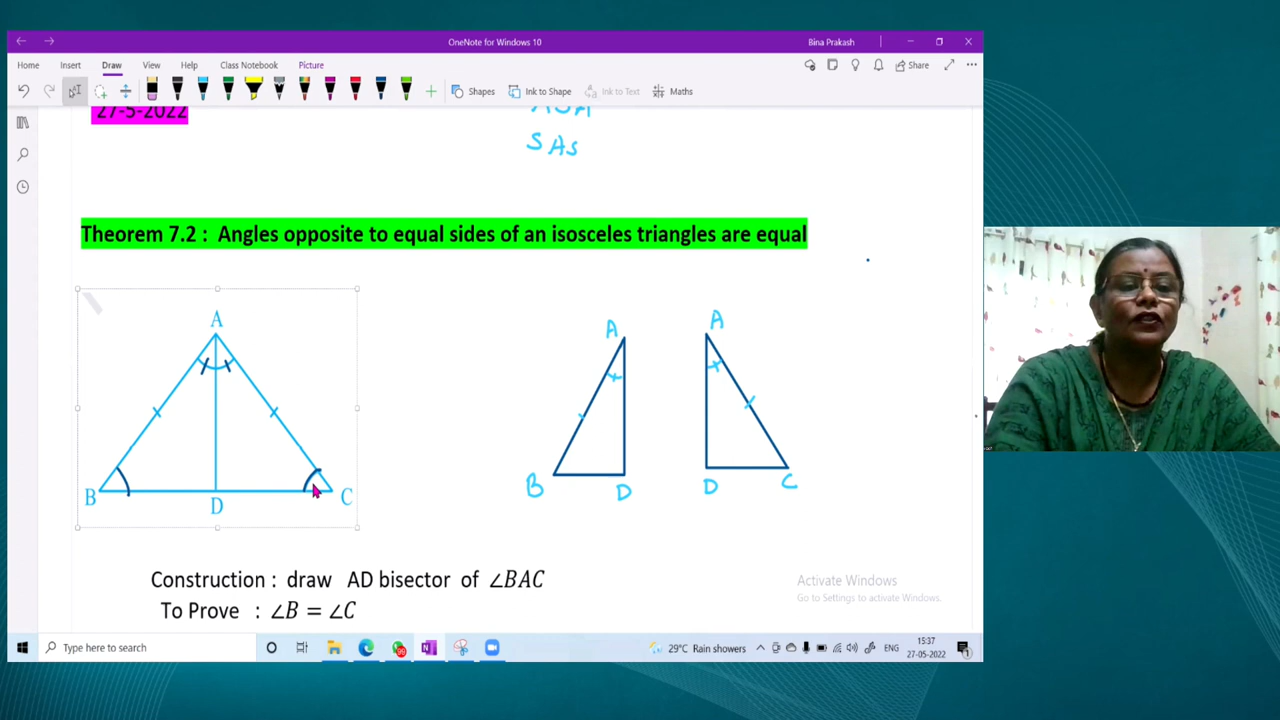 OneNote for Windows 10
Bina Prakash
Home Insert Draw View Help Class Notebook Picture
Share
Shapes Ink to Shape Ink to Text Maths
27-5-2022
SAS
Theorem 7.2 : Angles opposite to equal sides of an isosceles triangles are equal
A
B
D
C
A
B
D
A
D
C
Construction : draw AD bisector of ∠BAC
To Prove : ∠B = ∠C
Activate Windows
Go to Settings to activate Windows.
Type here to search
99
29°C Rain showers
ENG
15:37
27-05-2022
1